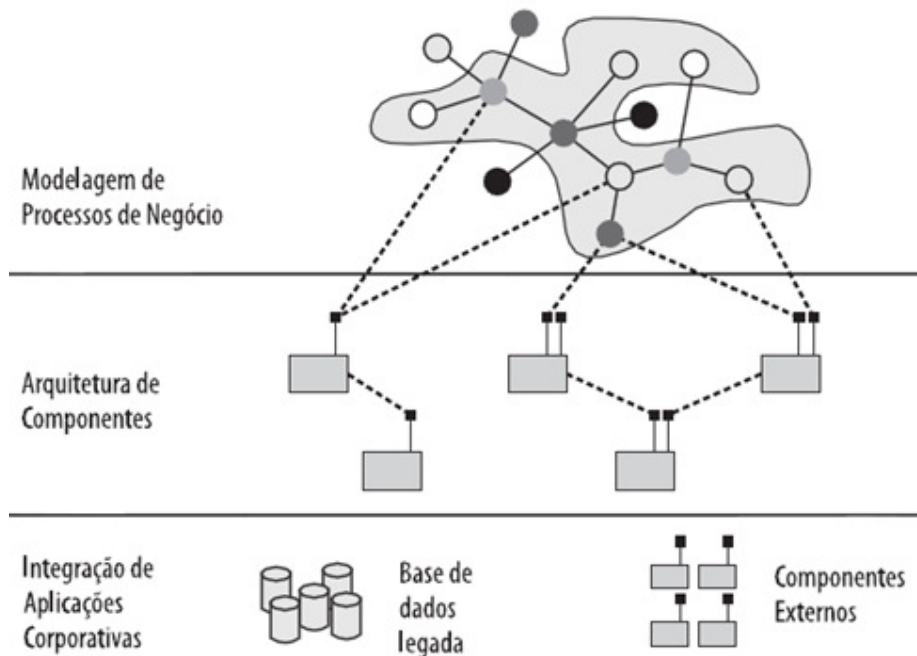 Modelagem de
Processos de Negócio
Arquitetura de
Componentes
Integração de
Aplicações
Corporativas
Base de
dados
legada
Componentes
Externos